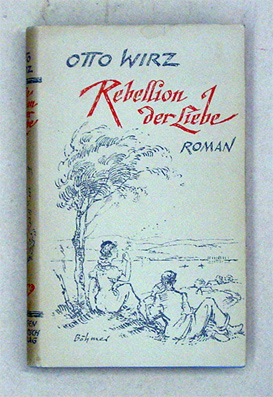 OTTO WIRZ
Rebellion
der Liebe
ROMAN
Böhmer